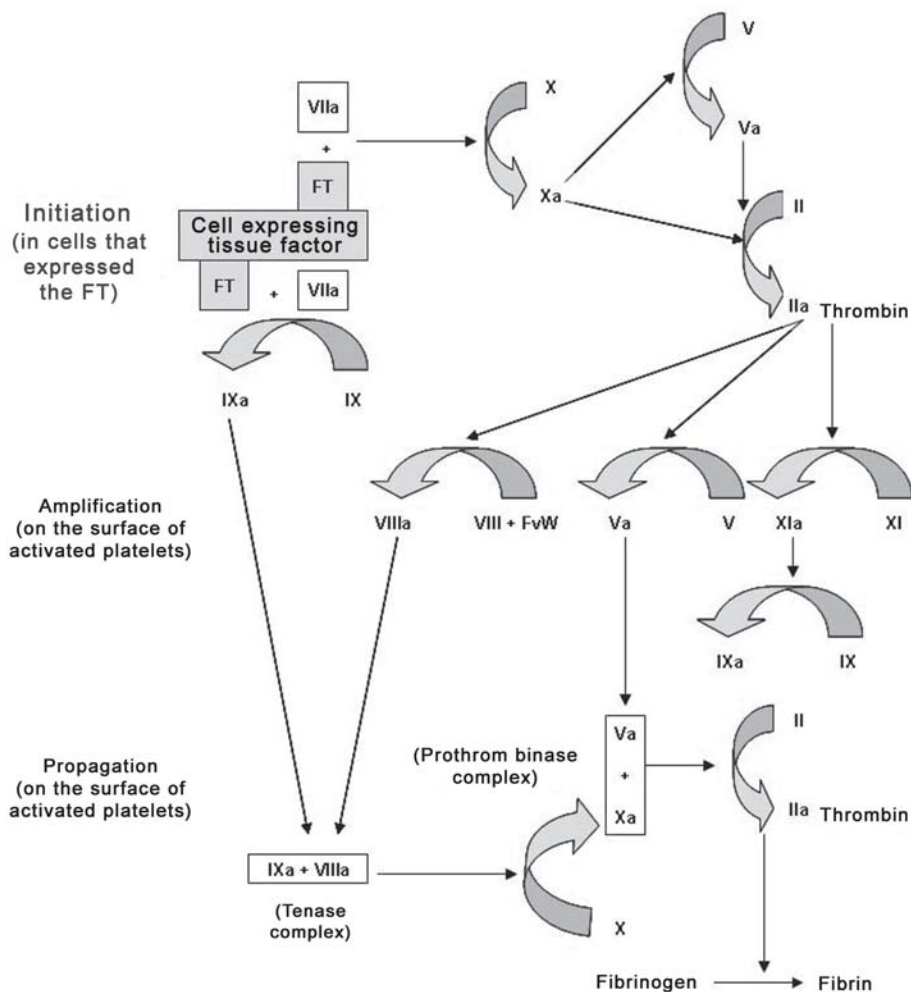 V
X
VIIa
Va
+
FT
Xa
II
Initiation
(in cells that
expressed
the FT)
Cell expressing
tissue factor
FT
+
VIIa
IIa Thrombin
IXa
IX
Amplification
(on the surface of
activated platelets)
VIIIa
VIII + FvW
Va
V
XIa
XI
IXa
IX
Propagation
(on the surface of
activated platelets)
(Prothrom binase
complex)
Va
+
Xa
II
IIa Thrombin
IXa + VIIIa
(Tenase
complex)
X
Fibrinogen
Fibrin